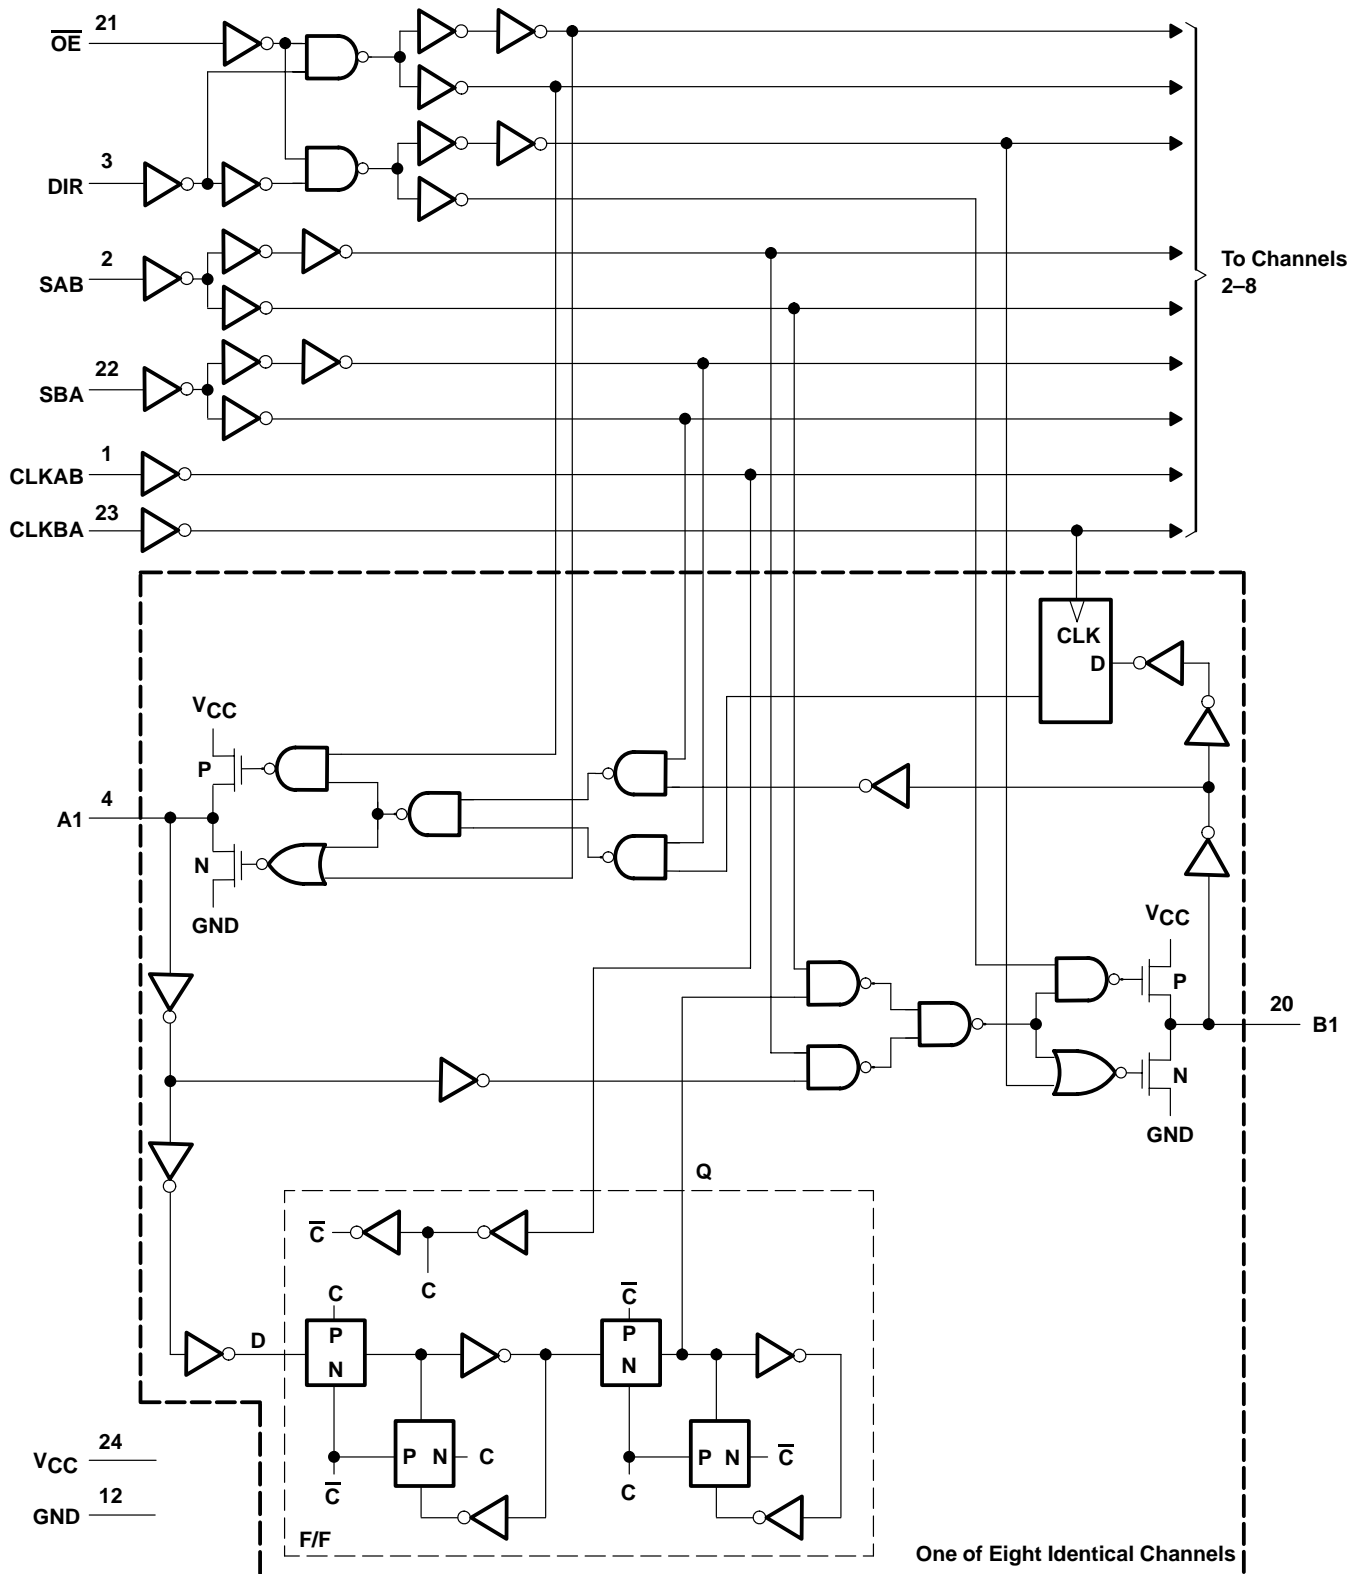 21
O̅E̅
3
DIR
2
SAB
To Channels
2–8
22
SBA
1
CLKAB
23
CLKBA
CLK
D
VCC
P
4
A1
N
GND
VCC
P
20
B1
N
GND
Q
C̅
C
C
C̅
P
N
D
P
N
P N C
P N C̅
C̅
C
24
VCC
12
GND
F/F
One of Eight Identical Channels